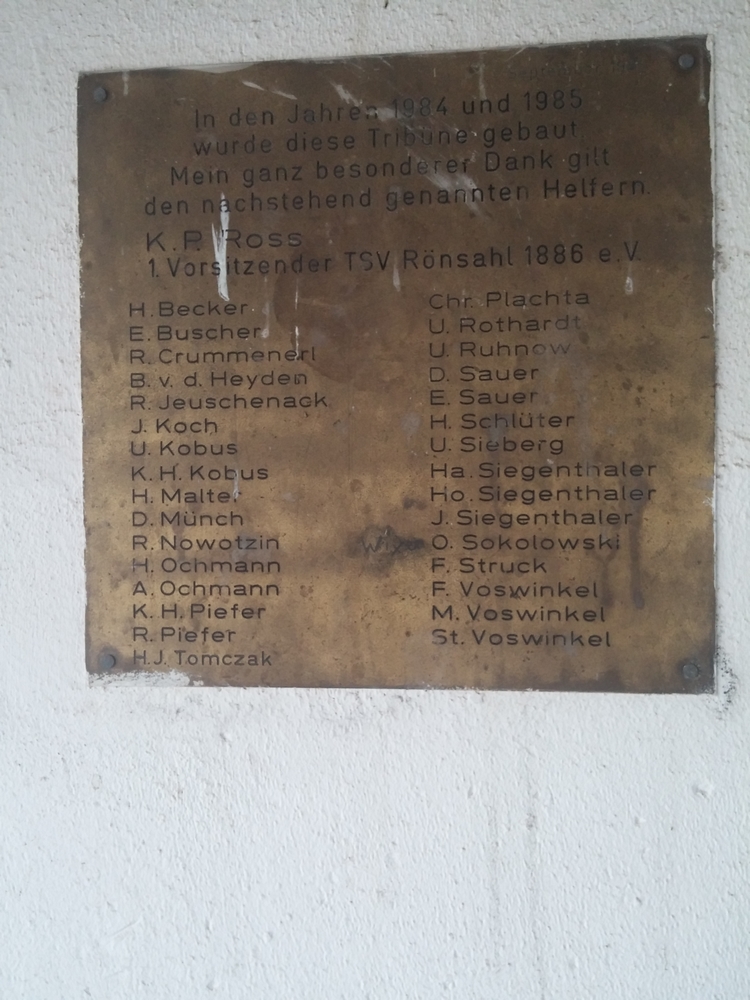 In den Jahren 1984 und 1985
wurde diese Tribüne gebaut.
Mein ganz besonderer Dank gilt
den nachstehend genannten Helfern.
K.P. Ross
1. Vorsitzender TSV Rönsahl 1886 e.V.
H. Becker
E. Buscher
R. Crummenerl
B. v. d. Heyden
R. Jeuschenack
J. Koch
U. Kobus
K. H. Kobus
H. Malter
D. Münch
R. Nowotzin
H. Ochmann
A. Ochmann
K. H. Piefer
R. Piefer
H.J. Tomczak
Chr. Plachta
U. Rothardt
U. Ruhnow
D. Sauer
E. Sauer
H. Schlüter
U. Sieberg
Ha. Siegenthaler
Ho. Siegenthaler
J. Siegenthaler
O. Sokolowski
F. Struck
F. Voswinkel
M. Voswinkel
St. Voswinkel